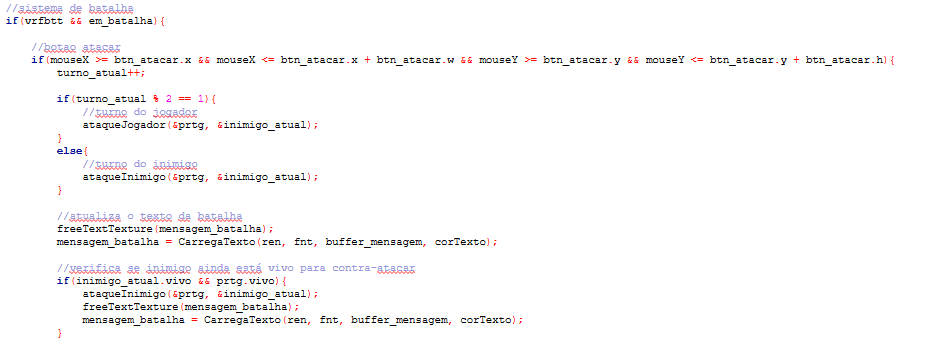 //sistema de batalha
if(vrfbtt && em_batalha){
//botao atacar
if(mouseX >= btn_atacar.x && mouseX <= btn_atacar.x + btn_atacar.w && mouseY >= btn_atacar.y && mouseY <= btn_atacar.y + btn_atacar.h){
turno_atual++;
if(turno_atual % 2 == 1){
//turno do jogador
ataqueJogador(&prtg, &inimigo_atual);
}
else{
//turno do inimigo
ataqueInimigo(&prtg, &inimigo_atual);
}
//atualiza o texto da batalha
freeTextTexture(mensagem_batalha);
mensagem_batalha = CarregaTexto(ren, fnt, buffer_mensagem, corTexto);
//verifica se inimigo ainda está vivo para contra-atacar
if(inimigo_atual.vivo && prtg.vivo){
ataqueInimigo(&prtg, &inimigo_atual);
freeTextTexture(mensagem_batalha);
mensagem_batalha = CarregaTexto(ren, fnt, buffer_mensagem, corTexto);
}